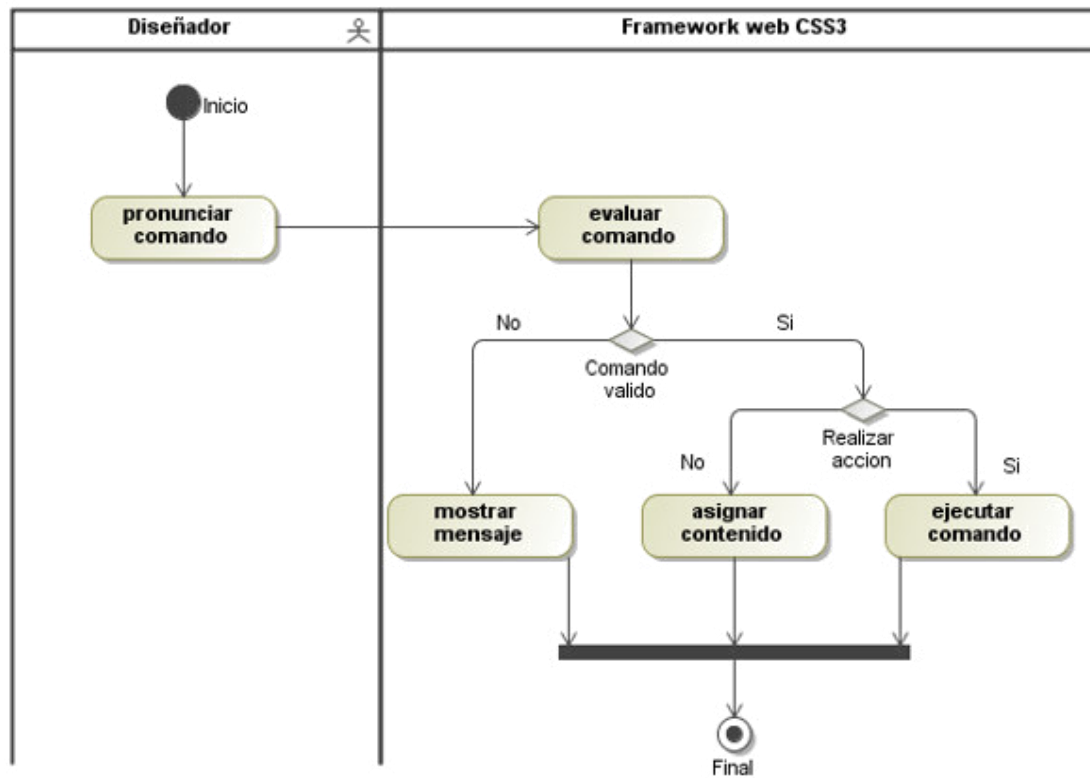 Diseñador
Framework web CSS3
Inicio
pronunciar
comando
evaluar
comando
No
Si
Comando
valido
Realizar
accion
No
Si
mostrar
mensaje
asignar
contenido
ejecutar
comando
Final